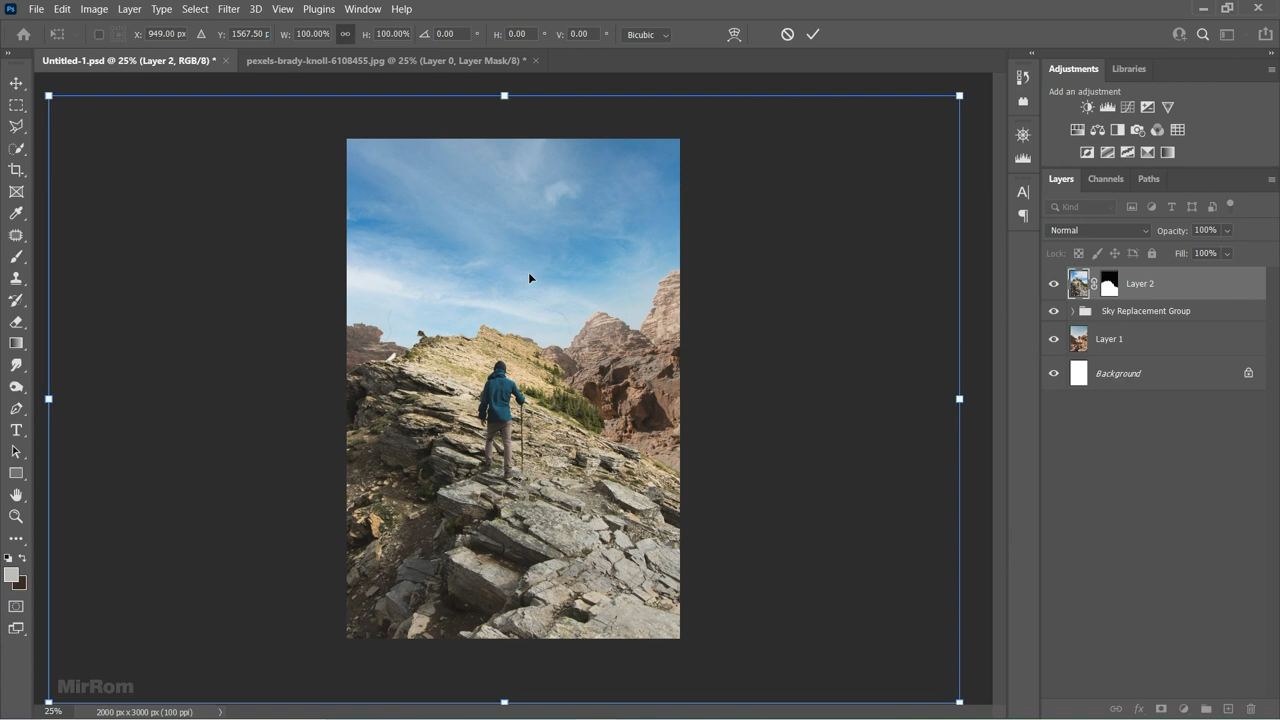 Ps File Edit Image Layer Type Select Filter 3D View Plugins Window Help
X: 949.00 px Y: 1567.50 p W: 100.00% H: 100.00% 0.00 ° H: 0.00 ° V: 0.00 ° Bicubic
Untitled-1.psd @ 25% (Layer 2, RGB/8) * × pexels-brady-knoll-6108455.jpg @ 25% (Layer 0, Layer Mask/8) * ×
Adjustments Libraries
Add an adjustment
Layers Channels Paths
Kind
Normal Opacity: 100%
Lock: Fill: 100%
Layer 2
Sky Replacement Group
Layer 1
Background
MirRom
25% 2000 px x 3000 px (100 ppi)